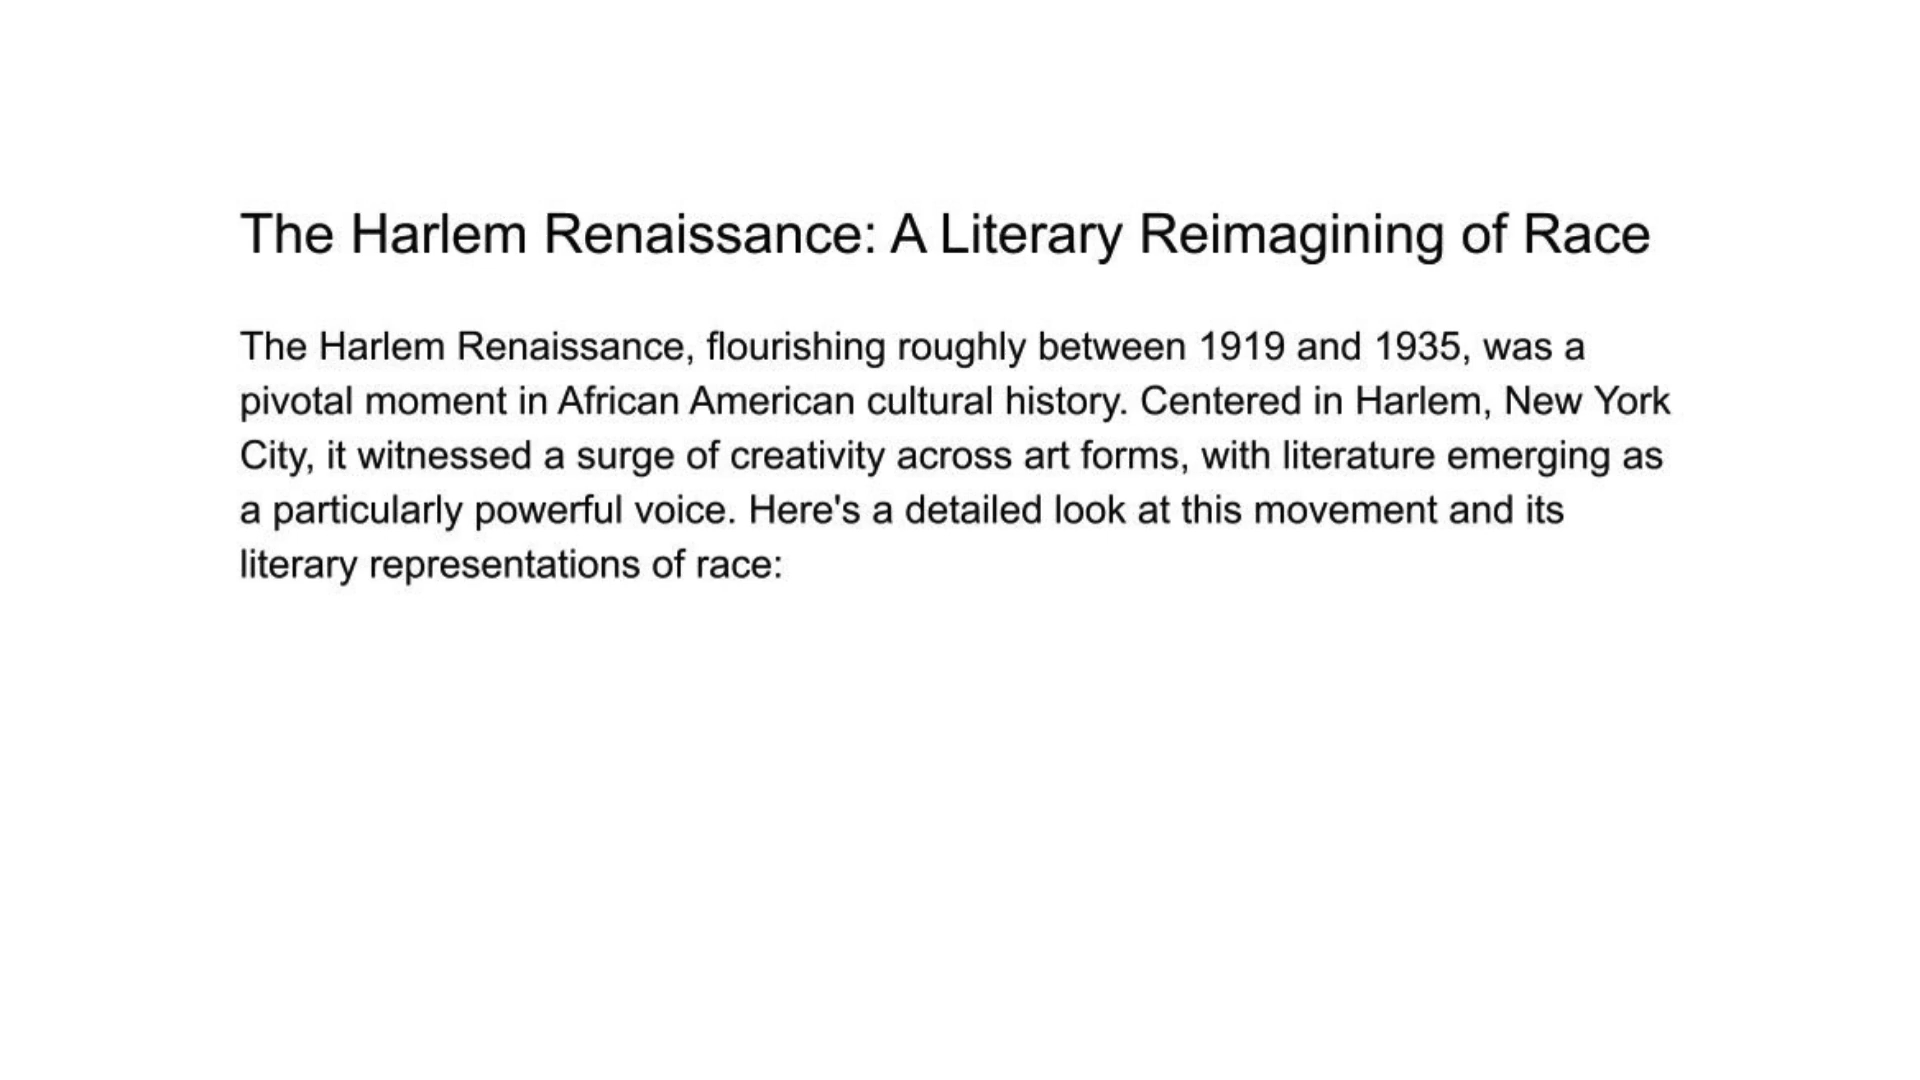 The Harlem Renaissance: A Literary Reimagining of Race
The Harlem Renaissance, flourishing roughly between 1919 and 1935, was a
pivotal moment in African American cultural history. Centered in Harlem, New York
City, it witnessed a surge of creativity across art forms, with literature emerging as
a particularly powerful voice. Here's a detailed look at this movement and its
literary representations of race: